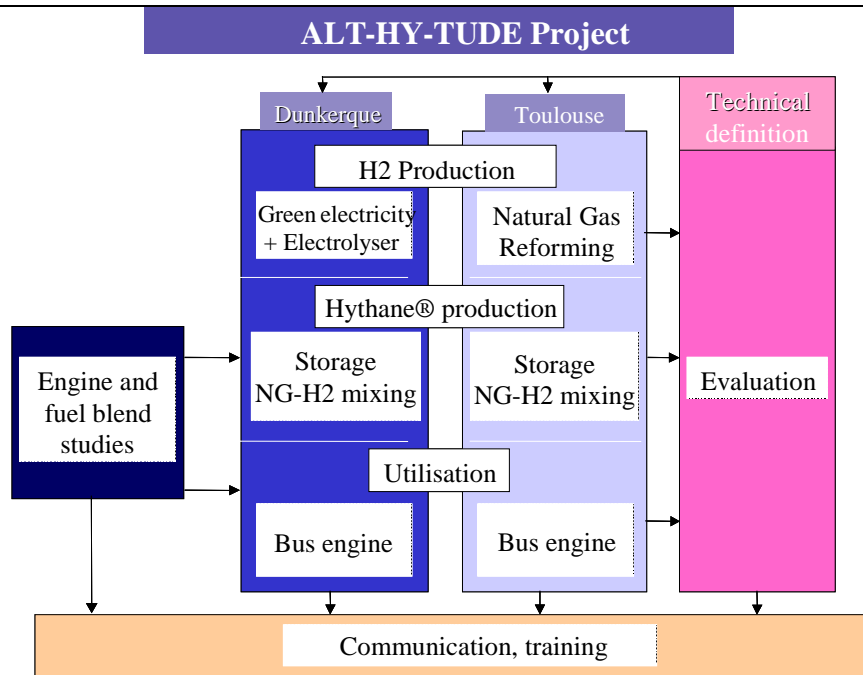 ALT-HY-TUDE Project
Dunkerque
Toulouse
Technical
definition
H2 Production
Green electricity
+ Electrolyser
Natural Gas
Reforming
Hythane® production
Engine and
fuel blend
studies
Storage
NG-H2 mixing
Storage
NG-H2 mixing
Evaluation
Utilisation
Bus engine
Bus engine
Communication, training